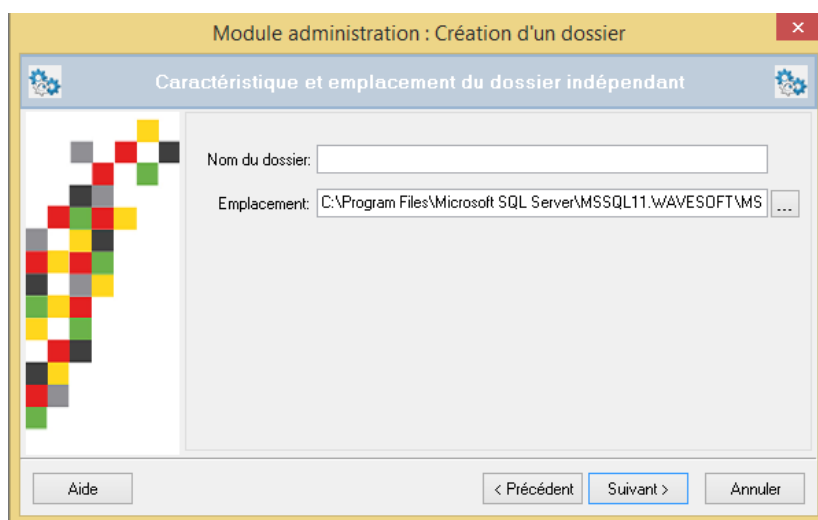 Module administration : Création d'un dossier
Caractéristique et emplacement du dossier indépendant
Nom du dossier:
Emplacement: C:\Program Files\Microsoft SQL Server\MSSQL11.WAVESOFT\MS ...
Aide < Précédent Suivant > Annuler